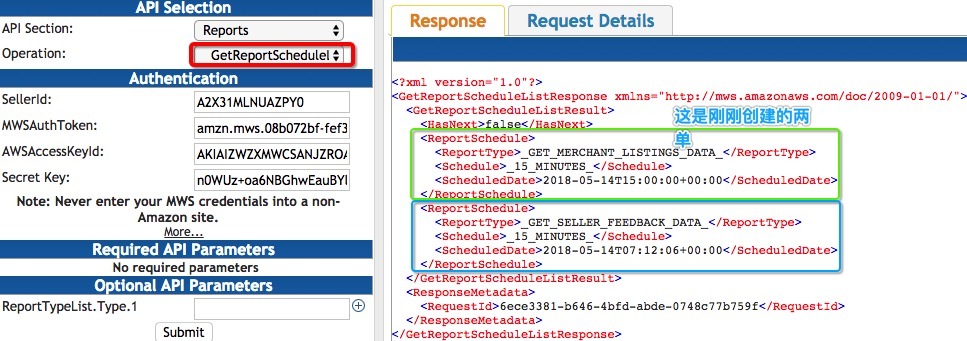 API Selection
API Section: Reports
Operation: GetReportScheduleI
Authentication
SellerId: A2X31MLNUAZPY0
MWSAuthToken: amzn.mws.08b072bf-fef3
AWSAccessKeyId:
Secret Key:
Note: Never enter your MWS credentials into a non-
Amazon site.
More...
Required API Parameters
No required parameters
Optional API Parameters
ReportTypeList.Type.1
Submit
Response Request Details
<?xml version="1.0"?>
<GetReportScheduleListResponse xmlns="http://mws.amazonaws.com/doc/2009-01-01/">
<GetReportScheduleListResult>
<HasNext>false</HasNext>
这是刚刚创建的两
单
<ReportSchedule>
<ReportType>_GET_MERCHANT_LISTINGS_DATA_</ReportType>
<Schedule>_15_MINUTES_</Schedule>
<ScheduledDate>2018-05-14T15:00:00+00:00</ScheduledDate>
</ReportSchedule>
<ReportSchedule>
<ReportType>_GET_SELLER_FEEDBACK_DATA_</ReportType>
<Schedule>_15_MINUTES_</Schedule>
<ScheduledDate>2018-05-14T07:12:06+00:00</ScheduledDate>
</ReportSchedule>
</GetReportScheduleListResult>
<ResponseMetadata>
<RequestId>6ece3381-b646-4bfd-abde-0748c77b759f</RequestId>
</ResponseMetadata>
</GetReportScheduleListResponse>